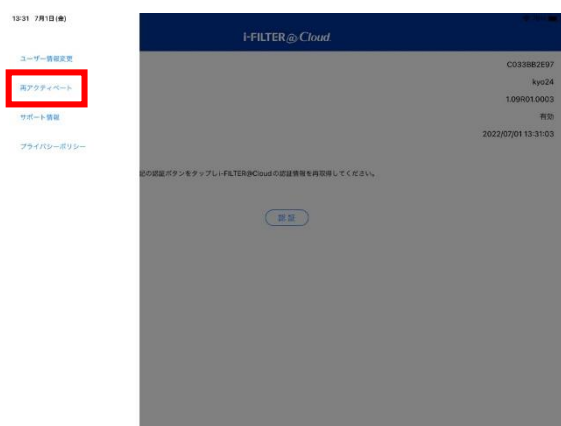 13:31 7月1日(金)
i-FILTER@Cloud
ユーザー情報変更
再アクティベート
サポート情報
プライバシーポリシー
C033BB2E97
kyo24
1.09R01.0003
有効
2022/07/01 13:31:03
記の認証ボタンをタップしi-FILTER@Cloudの認証情報を再取得してください。
認証